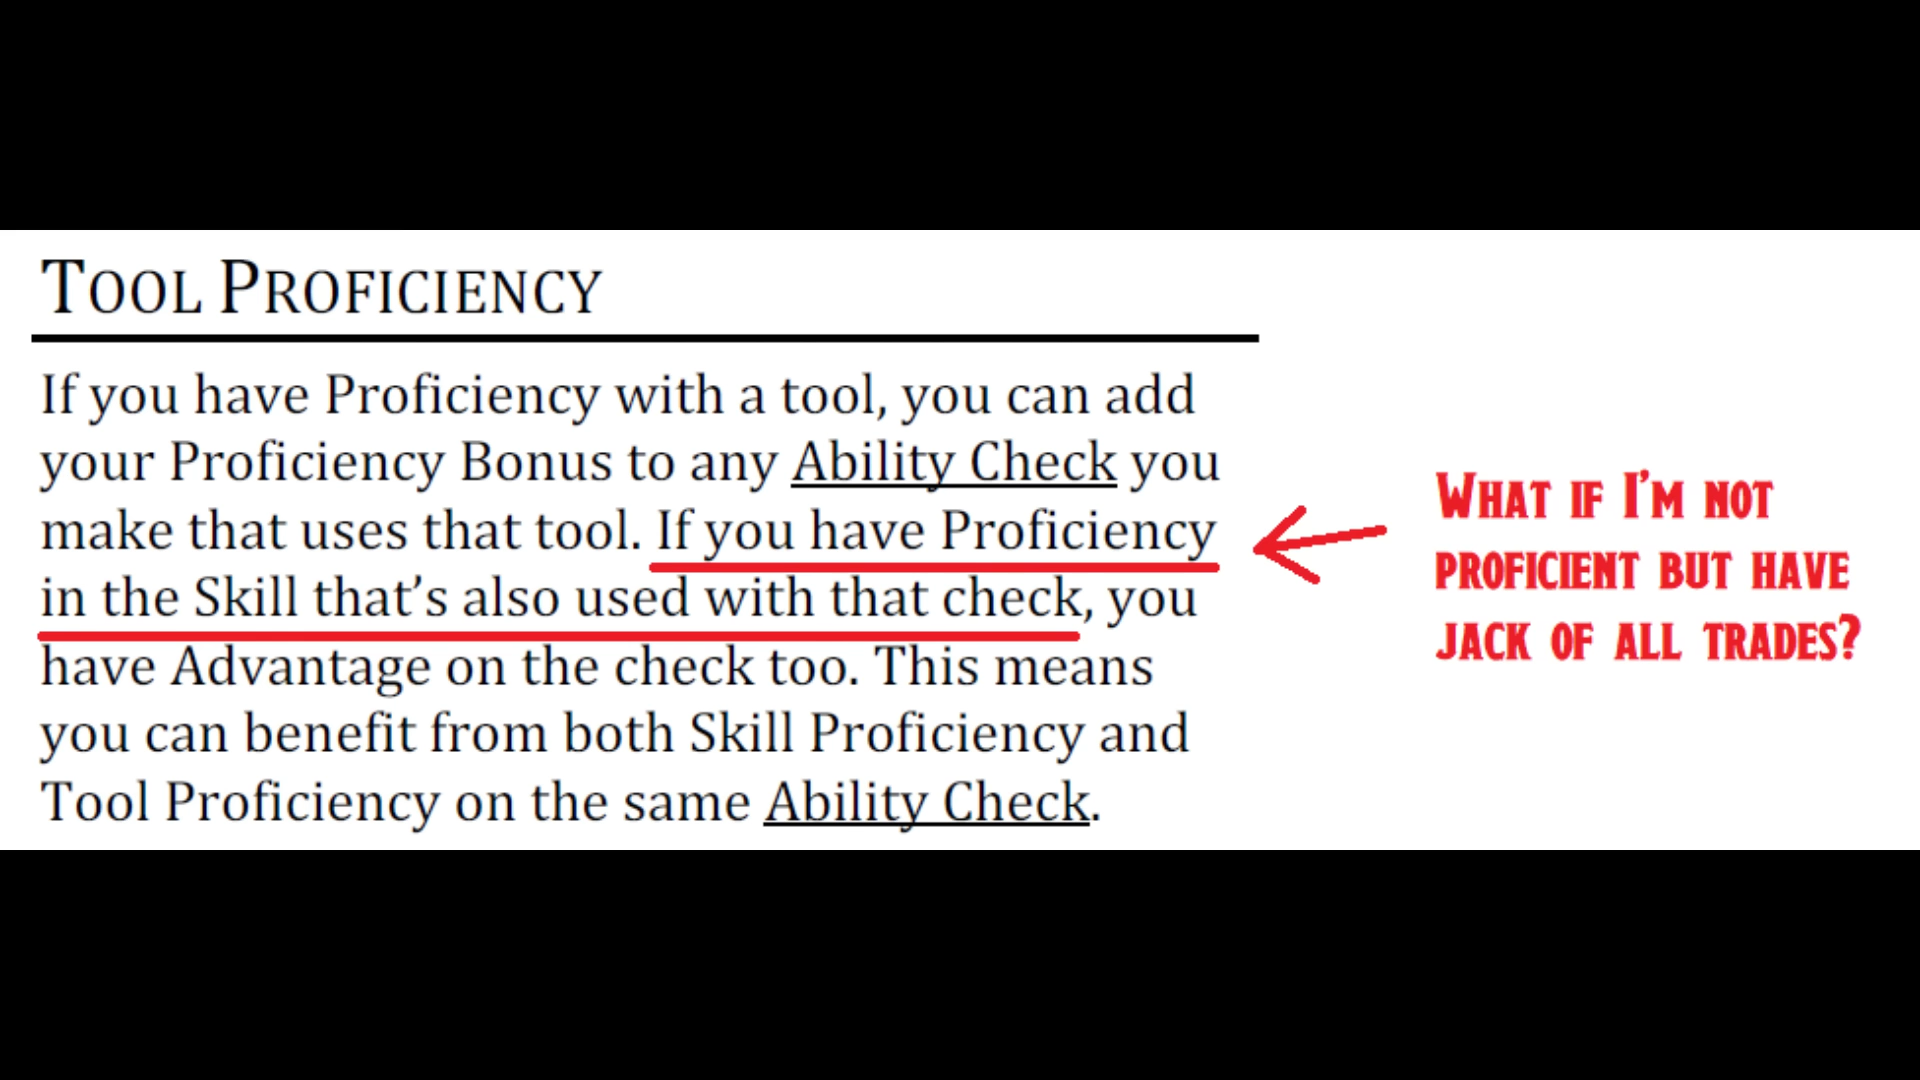 TOOL PROFICIENCY
If you have Proficiency with a tool, you can add
your Proficiency Bonus to any Ability Check you
make that uses that tool. If you have Proficiency
in the Skill that’s also used with that check, you
have Advantage on the check too. This means
you can benefit from both Skill Proficiency and
Tool Proficiency on the same Ability Check.
WHAT IF I'M NOT
PROFICIENT BUT HAVE
JACK OF ALL TRADES?